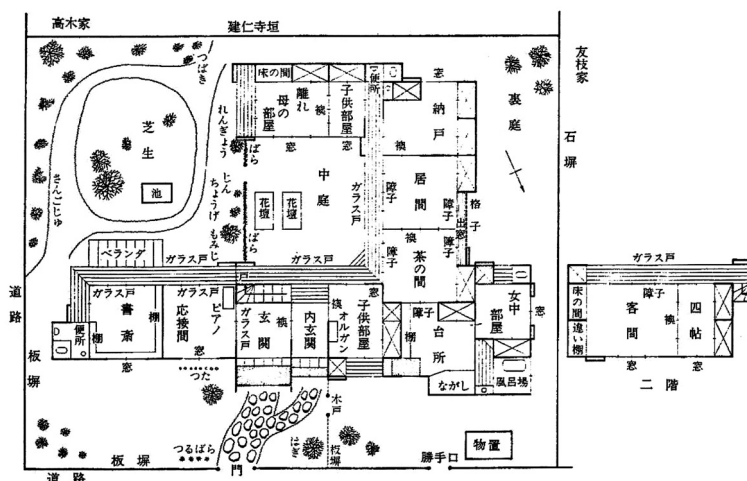 高木家
建仁寺垣
友枝家
つばき
床の間
離れ
母の部屋
襖
子供部屋
便所
窓
納戸
裏庭
石塀
芝生
池
さんごじゅ
れんぎょう
ばら
窓
窓
襖
中庭
ガラス戸
障子
居間
障子
格子
出窓
じんちょうげ
花壇
花壇
もみじ
ばら
襖
障子
茶の間
障子
ベランダ
ガラス戸
ガラス戸
戸
ガラス戸
道路
板塀
便所
棚
ガラス戸
書斎
棚
応接間
ガラス戸
ピアノ
ガラス戸
玄関
襖
内玄関
襖
オルガン
子供部屋
窓
棚
障子
台所
女中部屋
窓
床の間
違い棚
障子
客間
四帖
窓
窓
窓
窓
ながし
風呂場
二階
つた
木戸
はぎ
板塀
つるばら
物置
板塀
門
勝手口
道路